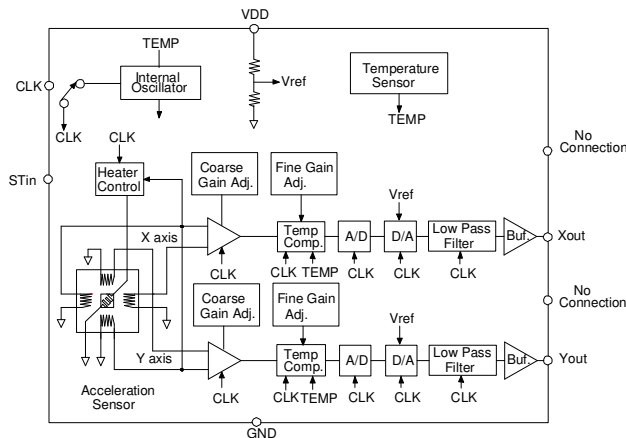 VDD
TEMP
CLK
Internal
Oscillator
Vref
Temperature
Sensor
TEMP
CLK
CLK
No
Connection
STin
Heater
Control
Coarse
Gain Adj.
Fine Gain
Adj.
Vref
X axis
Temp
Comp.
A/D
D/A
Low Pass
Filter
Buf.
Xout
CLK
CLK
TEMP
CLK
CLK
CLK
Coarse
Gain Adj.
Fine Gain
Adj.
No
Connection
Vref
Y axis
Temp
Comp.
A/D
D/A
Low Pass
Filter
Buf.
Yout
CLK
CLK
TEMP
CLK
CLK
CLK
Acceleration
Sensor
GND